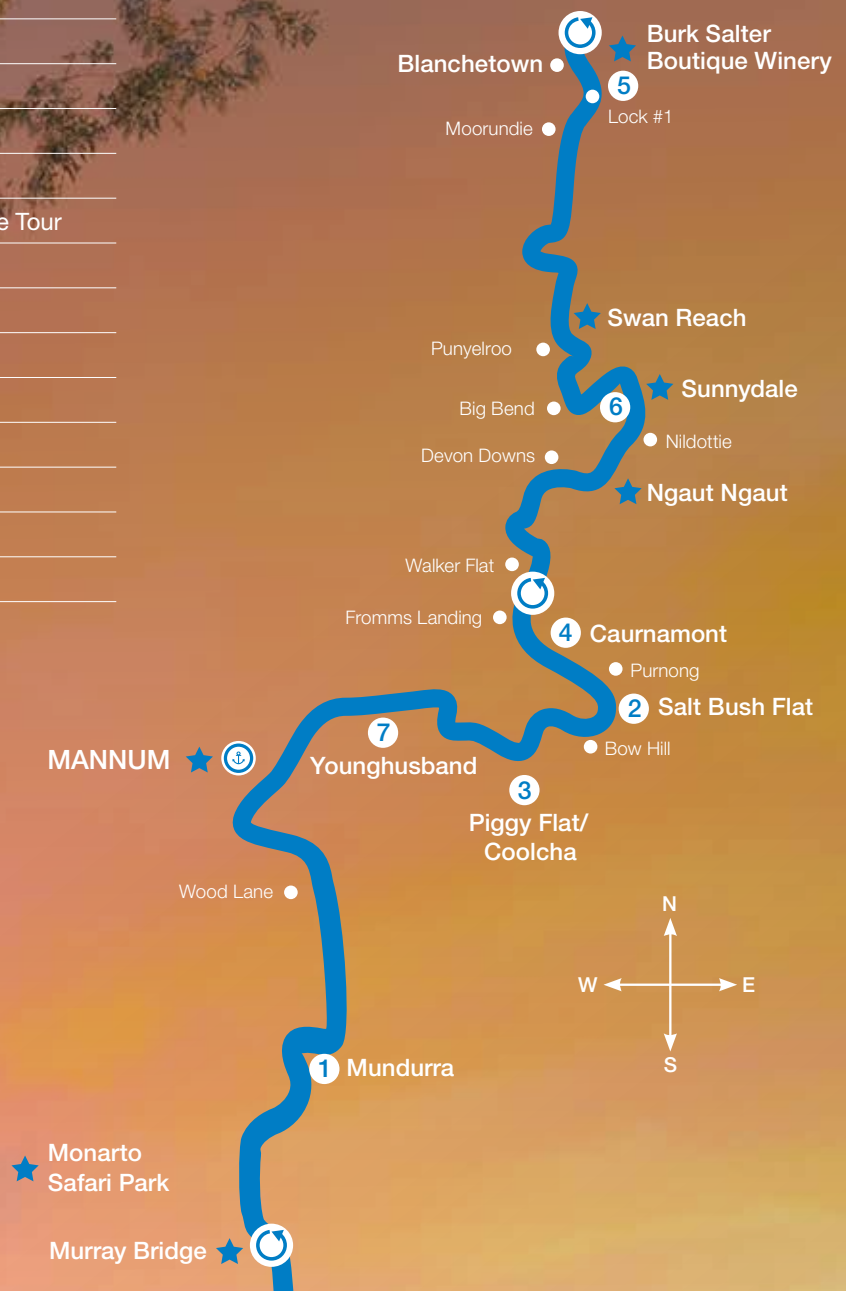 e Tour
Burk Salter
Boutique Winery
Blanchetown
5
Lock #1
Moorundie
Swan Reach
Punyelroo
Sunnydale
Big Bend
6
Nildottie
Devon Downs
Ngaut Ngaut
Walker Flat
Fromms Landing
4 Caurnamont
Purnong
2 Salt Bush Flat
7
Younghusband
Bow Hill
MANNUM
3
Piggy Flat/
Coolcha
Wood Lane
N
W E
S
1 Mundurra
Monarto
Safari Park
Murray Bridge